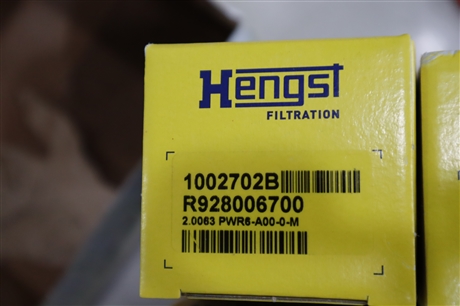 Hengst
FILTRATION
1002702B
R928006700
2.0063 PWR6-A00-0-M